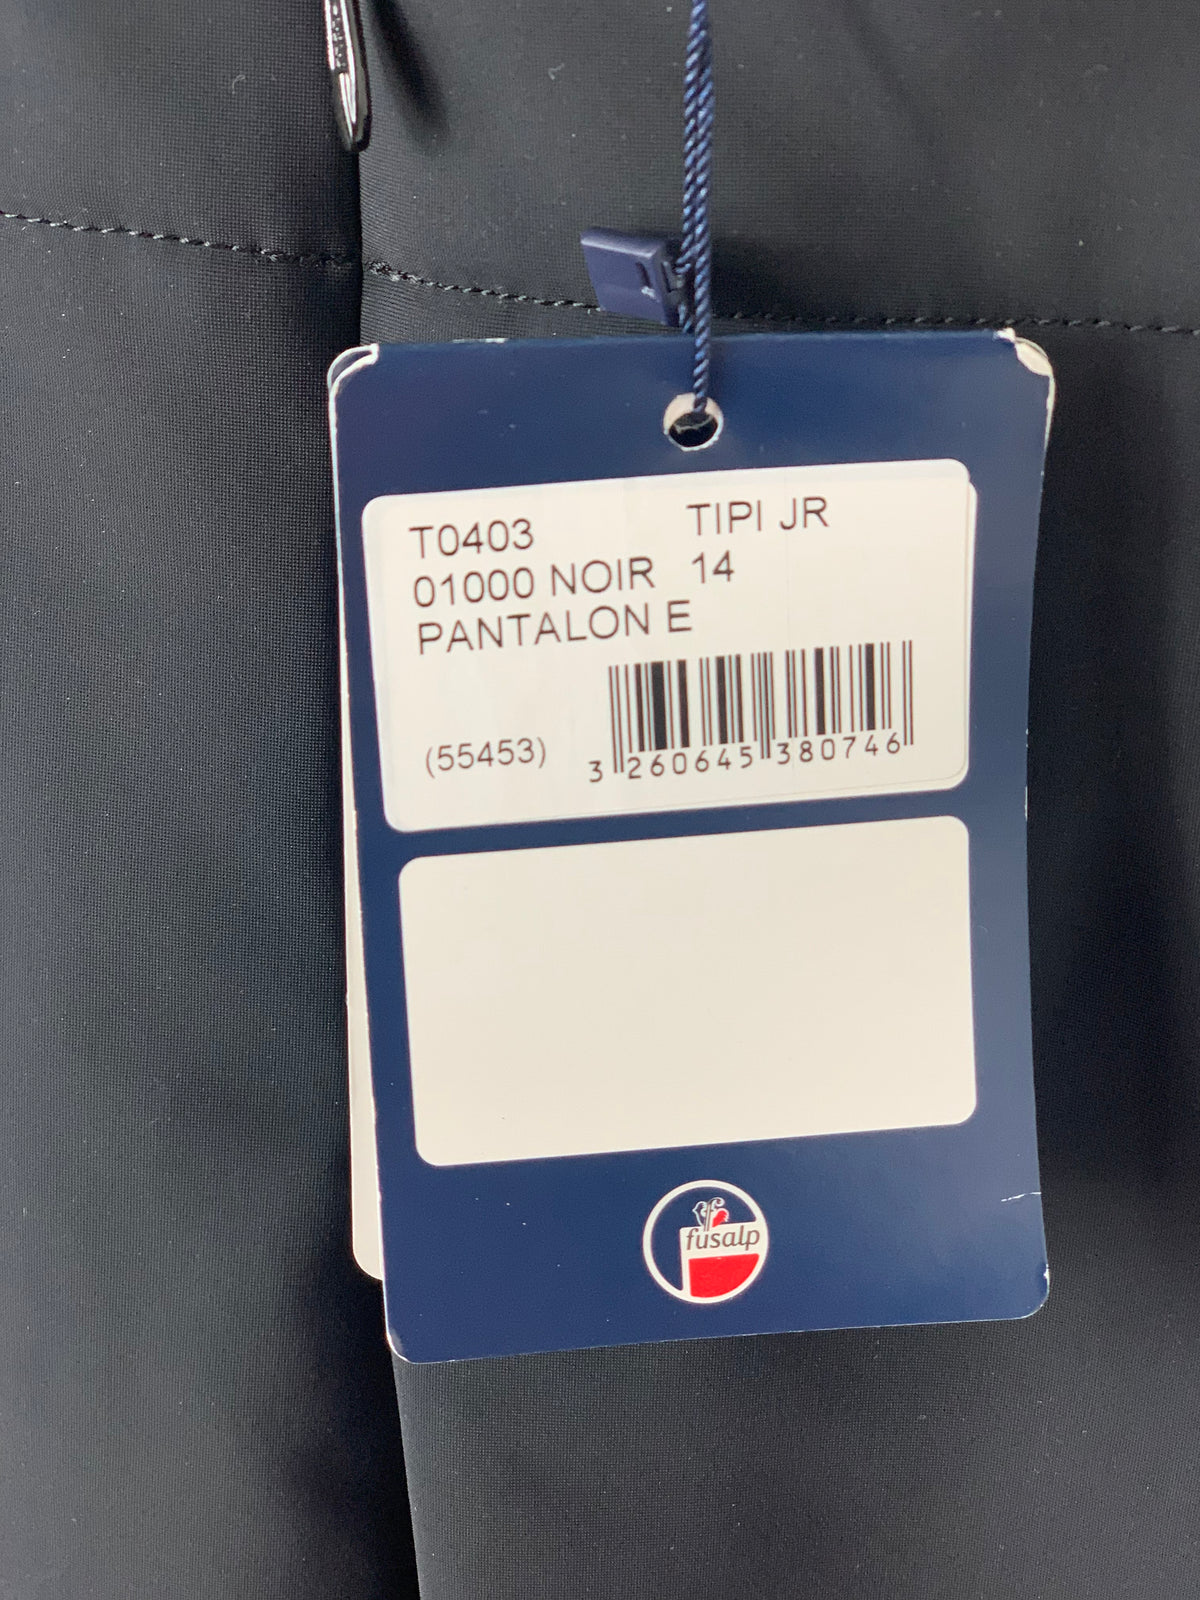 T0403 TIPI JR
01000 NOIR 14
PANTALON E
(55453)
3 260645 380746
fusalp